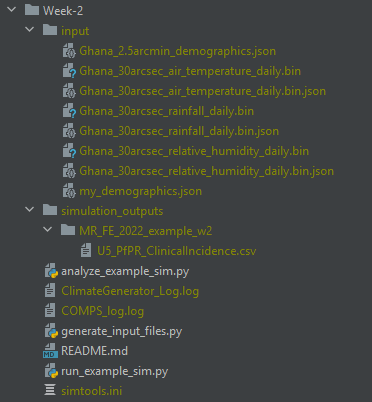 Week-2
input
Ghana_2.5arcmin_demographics.json
Ghana_30arcsec_air_temperature_daily.bin
Ghana_30arcsec_air_temperature_daily.bin.json
Ghana_30arcsec_rainfall_daily.bin
Ghana_30arcsec_rainfall_daily.bin.json
Ghana_30arcsec_relative_humidity_daily.bin
Ghana_30arcsec_relative_humidity_daily.bin.json
my_demographics.json
simulation_outputs
MR_FE_2022_example_w2
U5_PfPR_ClinicalIncidence.csv
analyze_example_sim.py
ClimateGenerator_Log.log
COMPS_log.log
generate_input_files.py
MD README.md
run_example_sim.py
simtools.ini